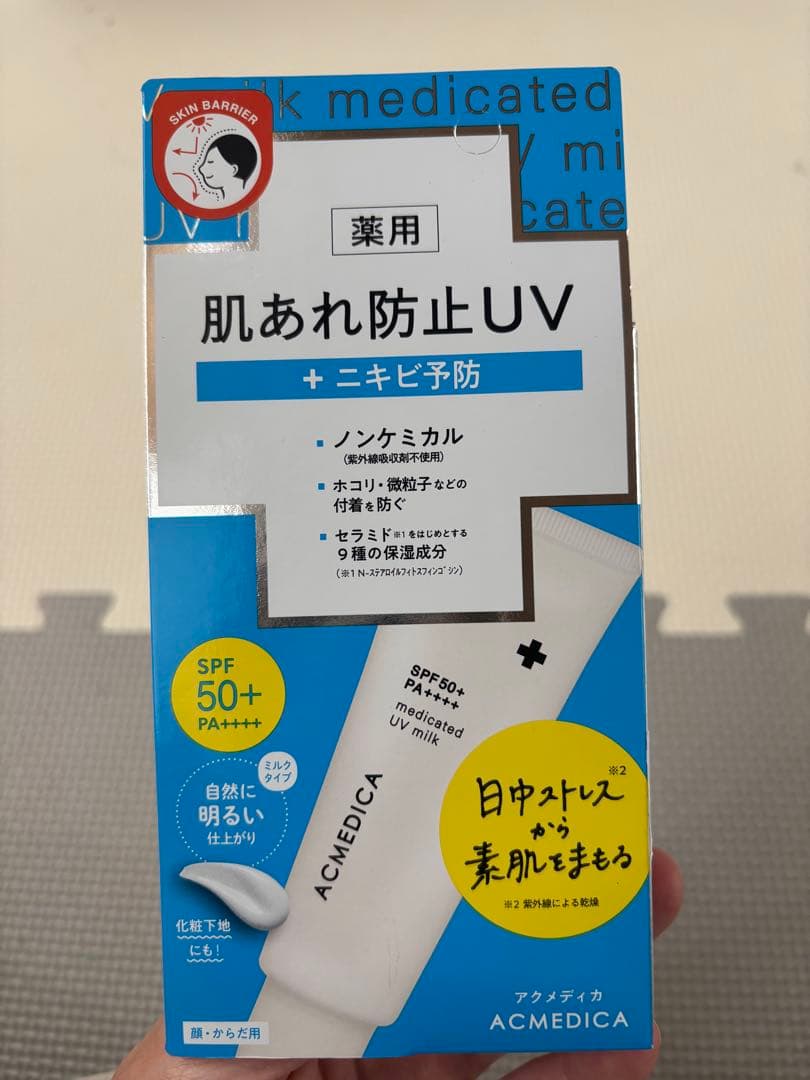 milk medicated
SKIN BARRIER
薬用
肌あれ防止UV
+ ニキビ予防
ノンケミカル
(紫外線吸収剤不使用)
ホコリ・微粒子などの
付着を防ぐ
セラミド※1をはじめとする
9種の保湿成分
(※1 N-ステアロイルフィトスフィンゴシン)
SPF
50+
PA++++
ミルク
タイプ
自然に
明るい
仕上がり
化粧下地
にも!
顔・からだ用
SPF50+
PA++++
medicated
UV milk
ACMEDICA
日中ストレス※2
から
素肌をまもる
※2 紫外線による乾燥
アクメディカ
ACMEDICA